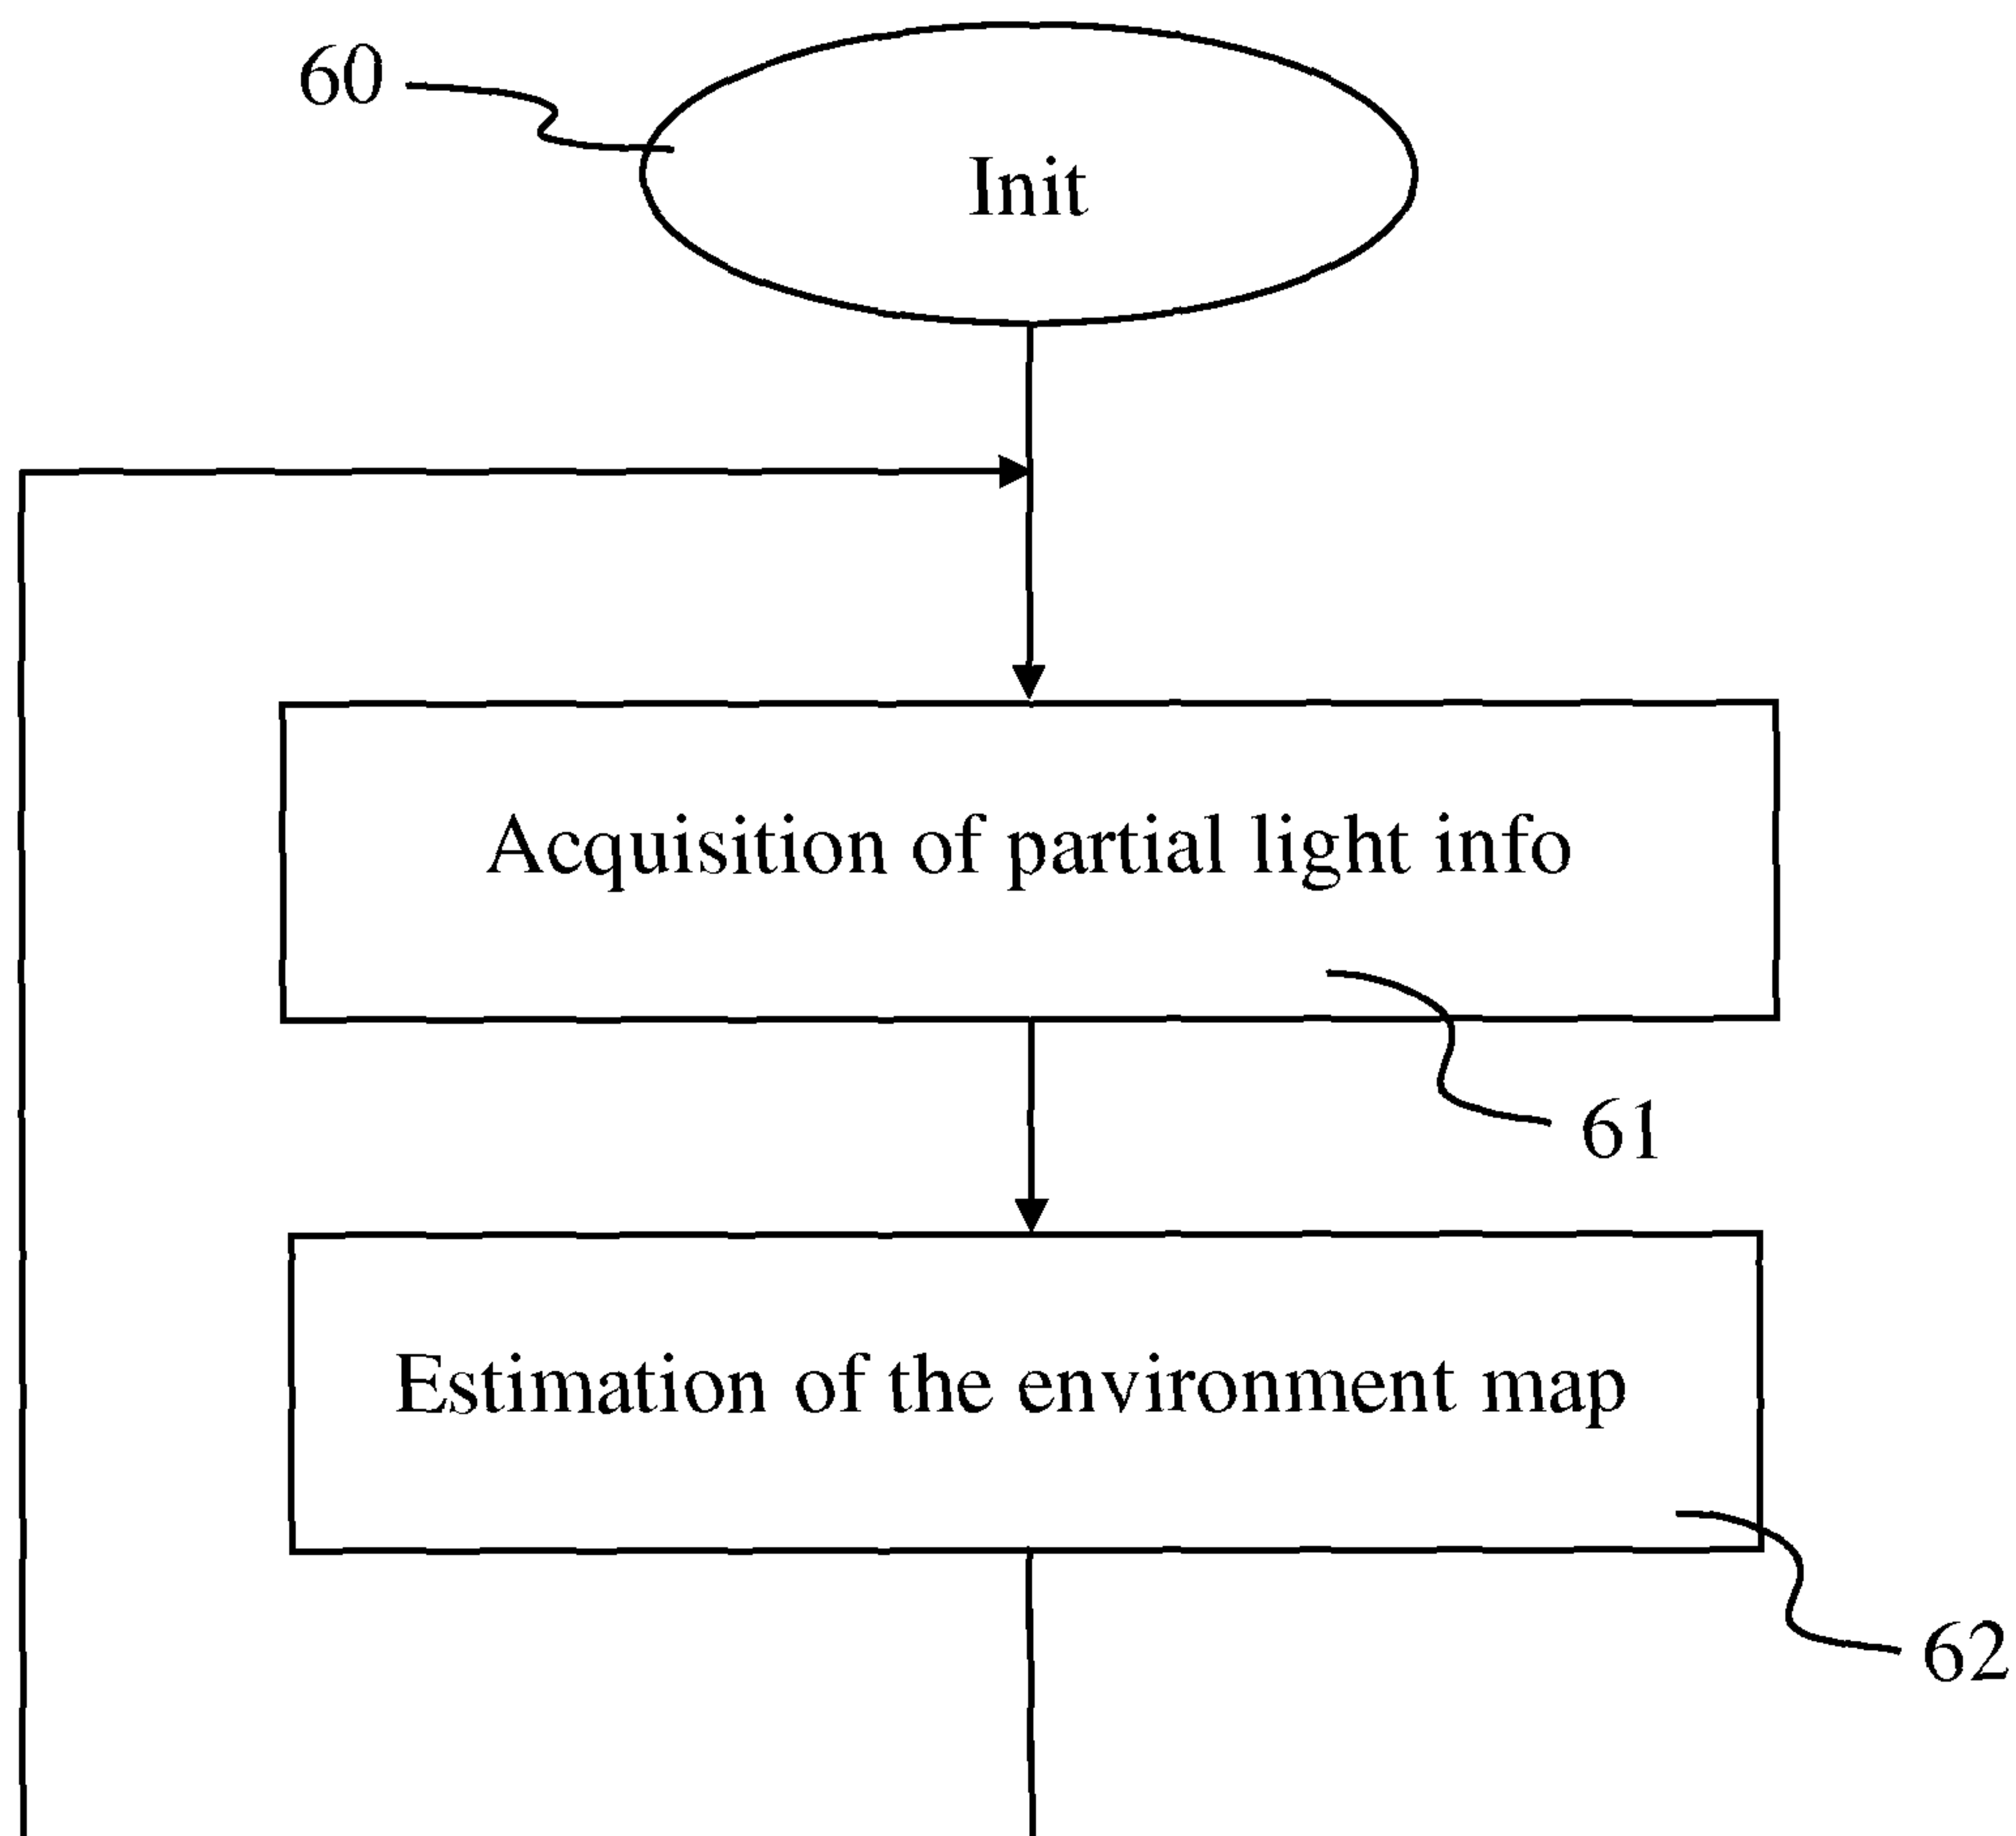 60
Init
Acquisition of partial light info
61
Estimation of the environment map
62